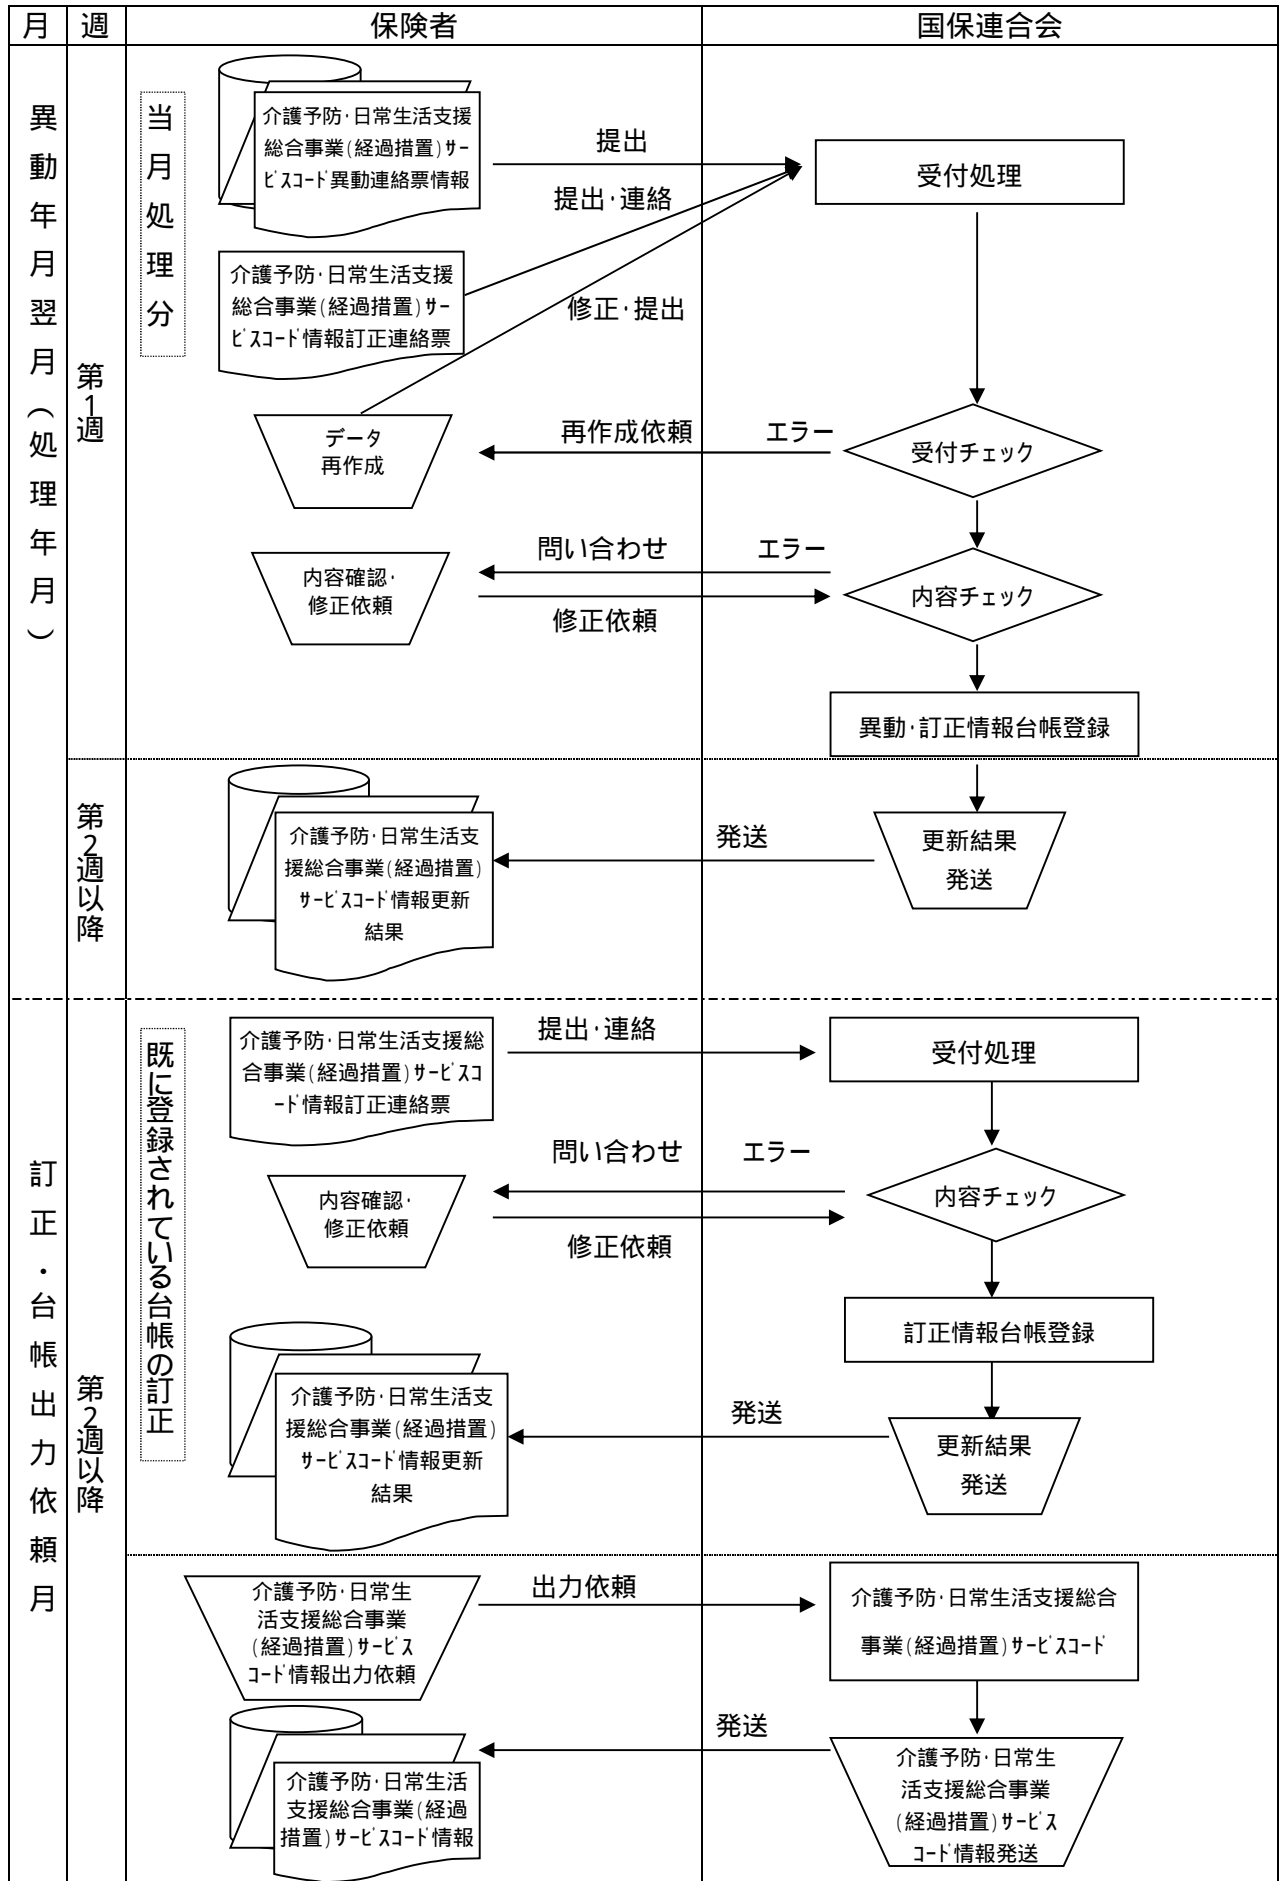 月
週
保険者
国保連合会
異動年月翌月(処理年月)
第1週
当月処理分
介護予防･日常生活支援
総合事業(経過措置)ｻｰ
ﾋﾞｽｺｰﾄﾞ異動連絡票情報
提出
受付処理
提出･連絡
介護予防･日常生活支援
総合事業(経過措置)ｻｰ
ﾋﾞｽｺｰﾄﾞ情報訂正連絡票
修正･提出
データ
再作成
再作成依頼
エラー
受付チェック
内容確認･
修正依頼
問い合わせ
エラー
修正依頼
内容チェック
異動･訂正情報台帳登録
第2週以降
介護予防･日常生活支
援総合事業(経過措置)
ｻｰﾋﾞｽｺｰﾄﾞ情報更新
結果
発送
更新結果
発送
訂正・台帳出力依頼月
第2週以降
既に登録されている台帳の訂正
介護予防･日常生活支援総
合事業(経過措置)ｻｰﾋﾞｽｺ
ｰﾄﾞ情報訂正連絡票
提出･連絡
受付処理
内容確認･
修正依頼
問い合わせ
エラー
修正依頼
内容チェック
訂正情報台帳登録
介護予防･日常生活支
援総合事業(経過措置)
ｻｰﾋﾞｽｺｰﾄﾞ情報更新
結果
発送
更新結果
発送
介護予防･日常生
活支援総合事業
(経過措置)ｻｰﾋﾞｽ
ｺｰﾄﾞ情報出力依頼
出力依頼
介護予防･日常生活支援総合
事業(経過措置)ｻｰﾋﾞｽｺｰﾄﾞ
介護予防･日常生活
支援総合事業(経過
措置)ｻｰﾋﾞｽｺｰﾄﾞ情報
発送
介護予防･日常生
活支援総合事業
(経過措置)ｻｰﾋﾞｽ
ｺｰﾄﾞ情報発送